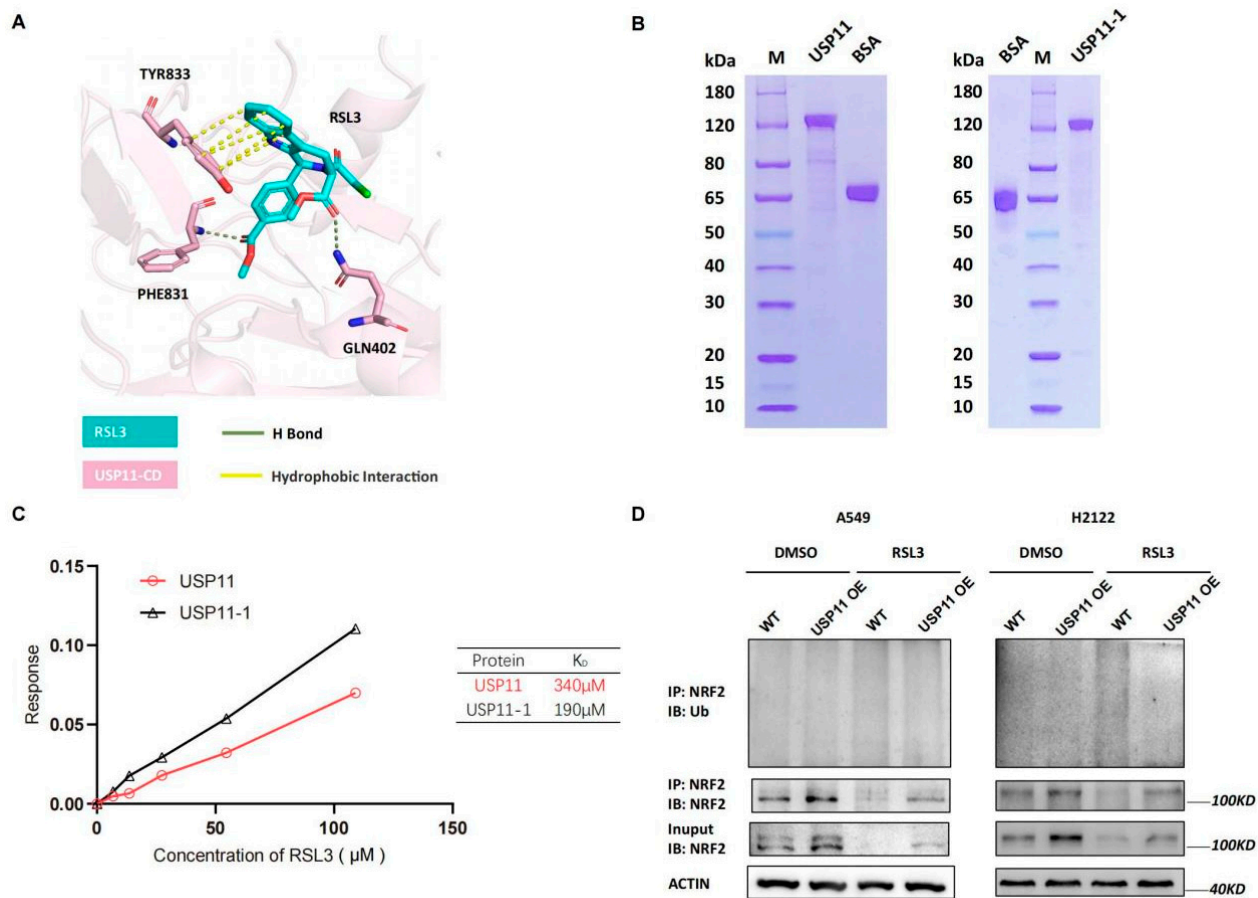 A
TYR833
RSL3
PHE831
GLN402
RSL3
H Bond
USP11-CD
Hydrophobic Interaction
B
kDa
M
USP11
BSA
180
120
80
65
50
40
30
20
15
10
kDa
BSA
M
USP11-1
180
120
80
65
50
40
30
20
15
10
C
0.15
0.10
0.05
0.00
Response
USP11
USP11-1
0
50
100
150
Concentration of RSL3 ( μM )
Protein KD
USP11 340μM
USP11-1 190μM
D
A549
H2122
DMSO RSL3
DMSO RSL3
WT USP11 OE WT USP11 OE
WT USP11 OE WT USP11 OE
IP: NRF2
IB: Ub
IP: NRF2
IB: NRF2
100KD
Inuput
IB: NRF2
100KD
ACTIN
40KD